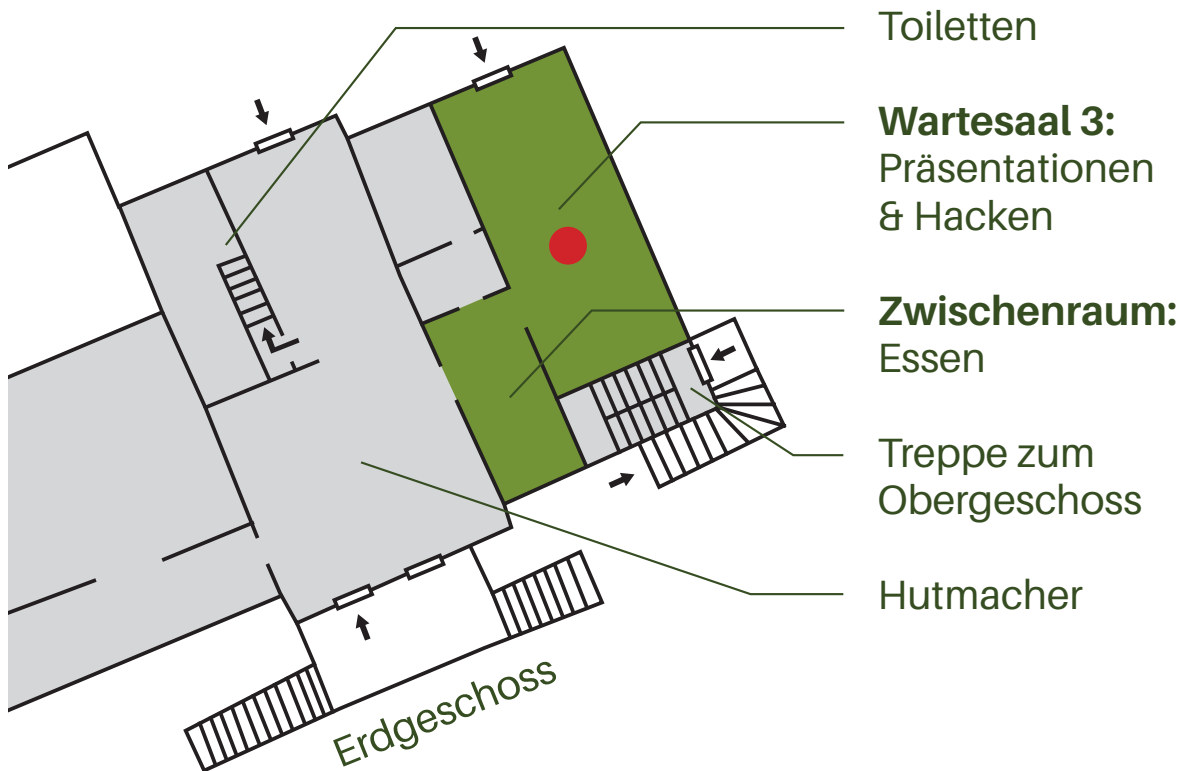 Toiletten
Wartesaal 3:
Präsentationen
& Hacken
Zwischenraum:
Essen
Treppe zum
Obergeschoss
Hutmacher
Erdgeschoss